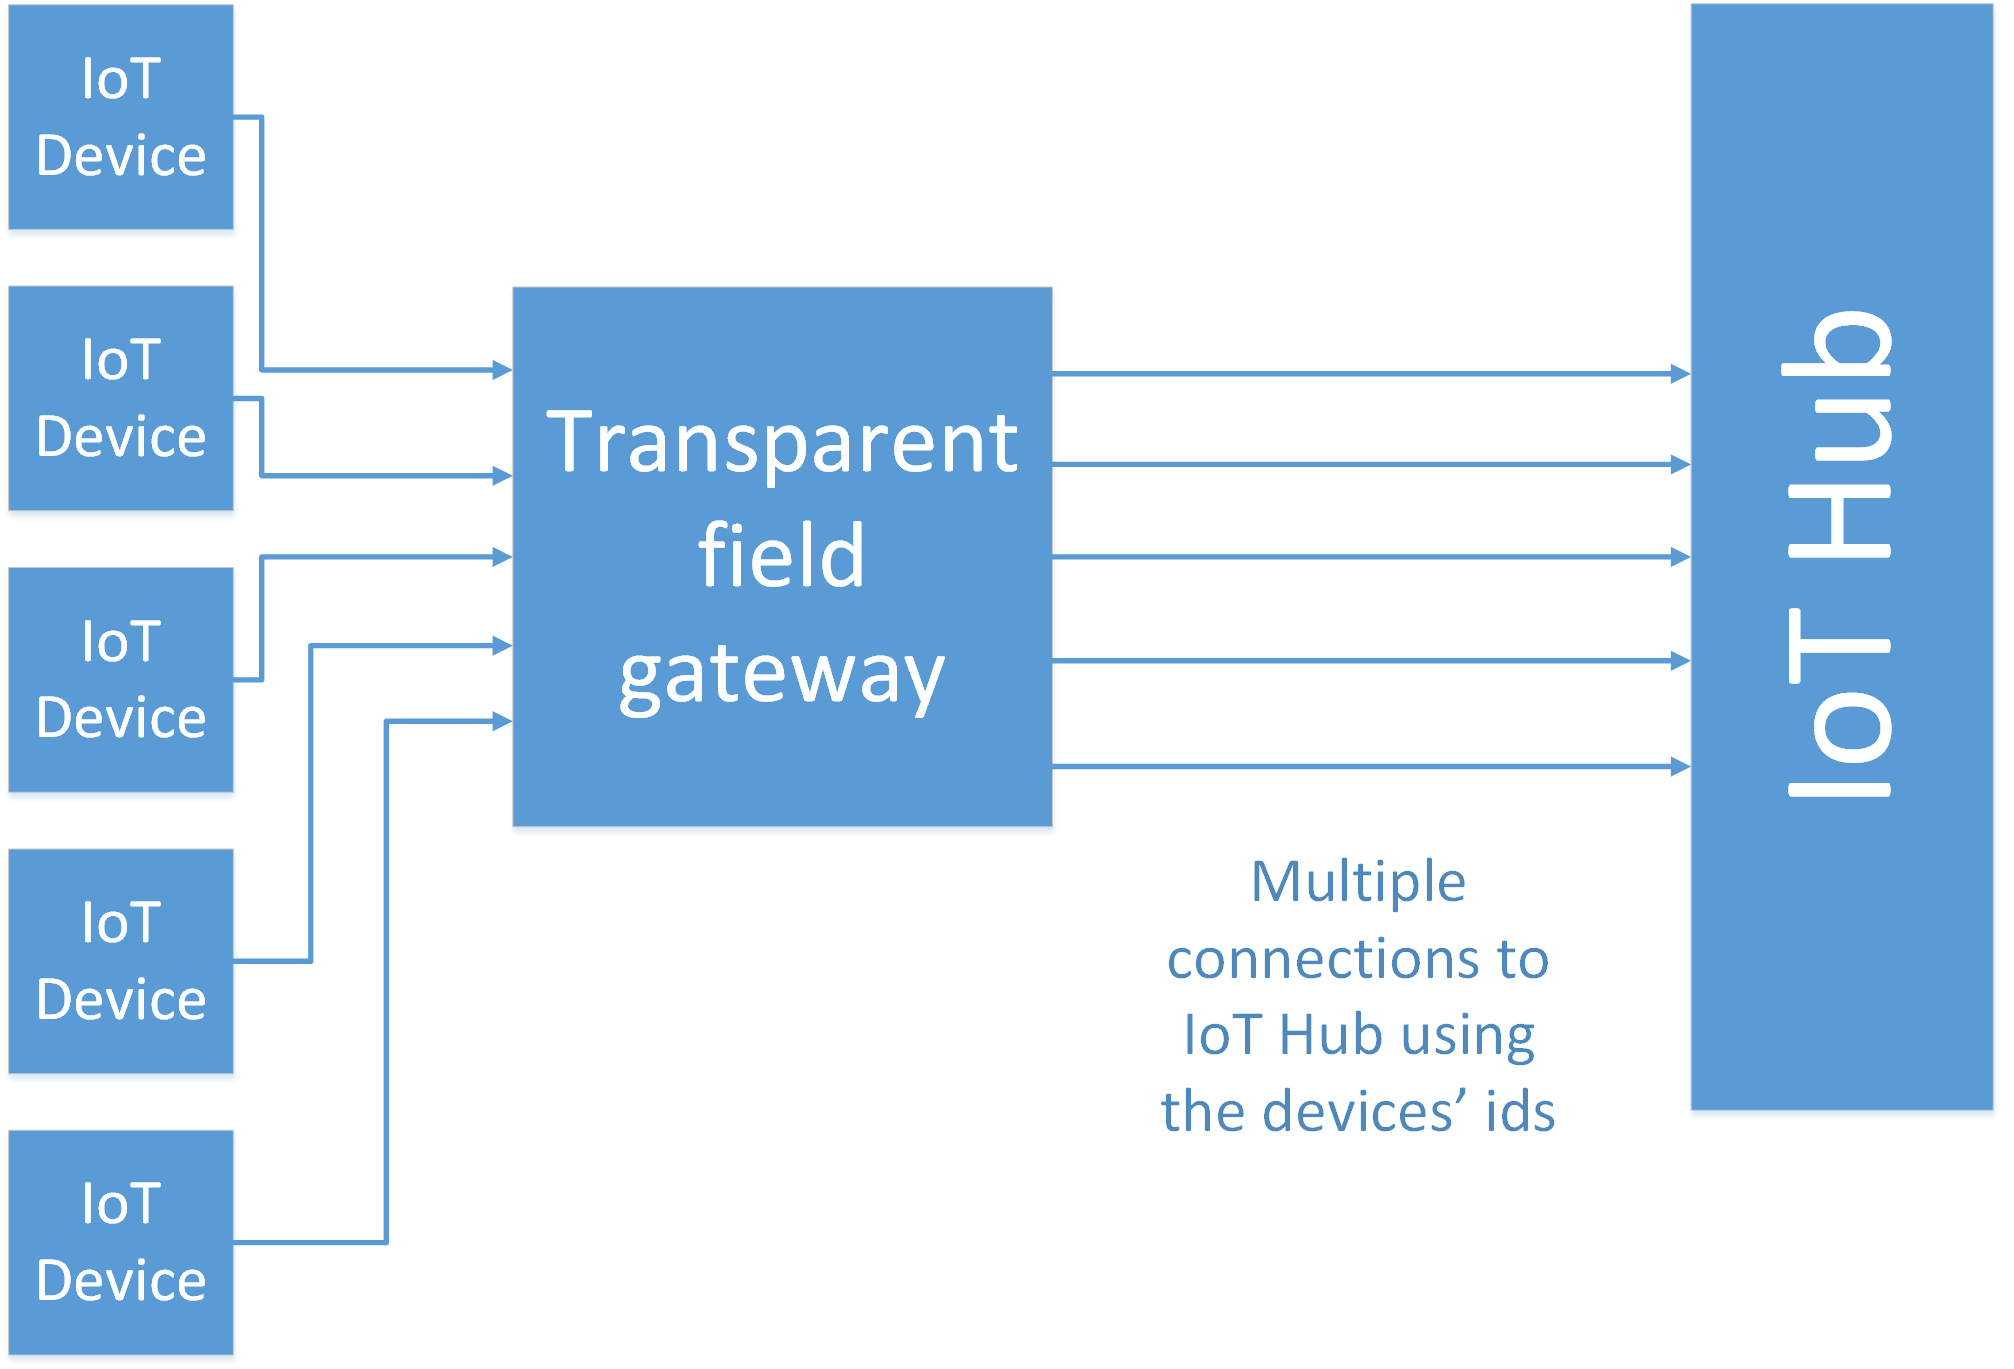 IoT
Device
IoT
Device
IoT
Device
IoT
Device
IoT
Device
Transparent
field
gateway
Multiple
connections to
IoT Hub using
the devices’ ids
IoT Hub